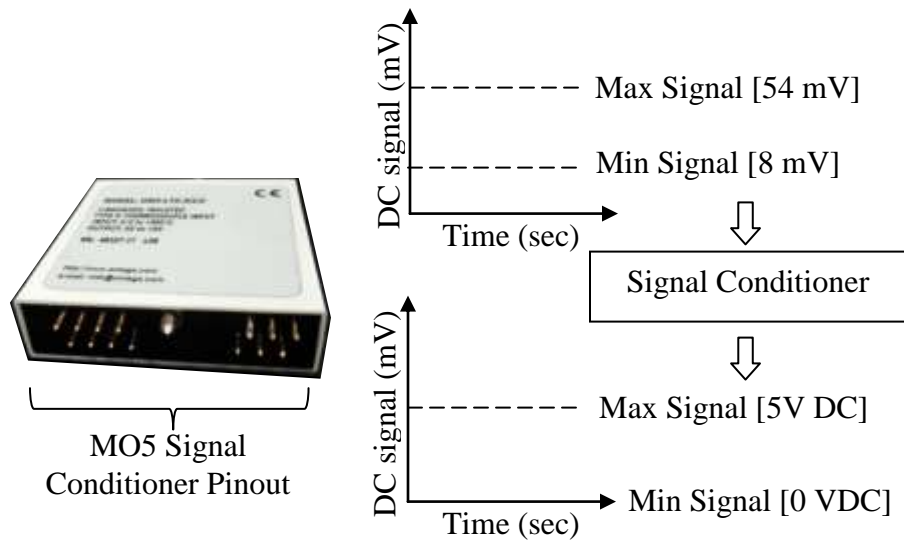 DC signal (mV)
Max Signal [54 mV]
Min Signal [8 mV]
Time (sec)
Signal Conditioner
DC signal (mV)
Max Signal [5V DC]
Min Signal [0 VDC]
Time (sec)
MO5 Signal
Conditioner Pinout
CE